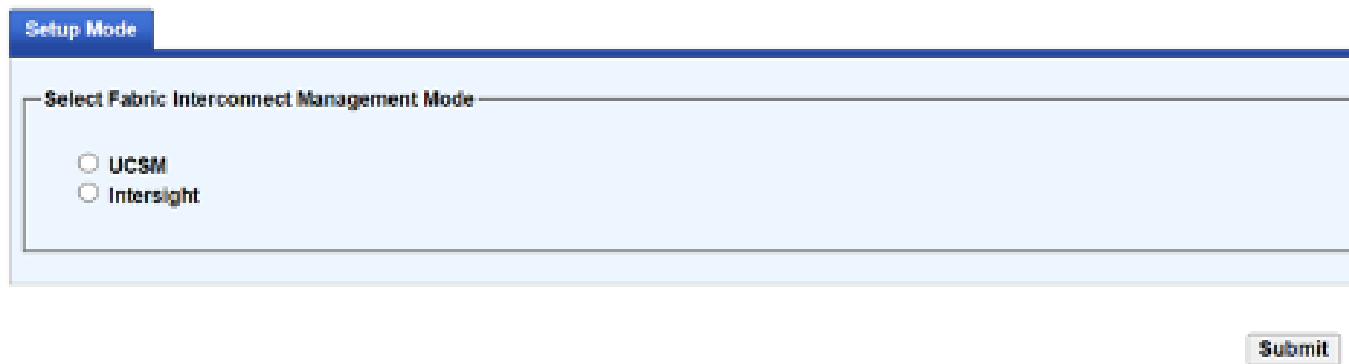 Setup Mode
Select Fabric Interconnect Management Mode
UCSM
Intersight
Submit